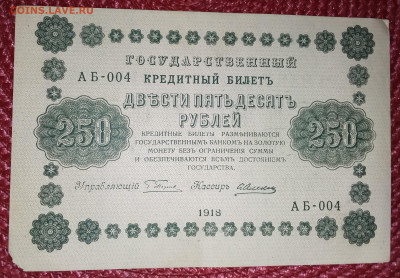 COINS.LAVE.RU
ГОСУДАРСТВЕННЫЙ
АБ-004 КРЕДИТНЫЙ БИЛЕТЪ
ДВѢСТИ ПЯТЬДЕСЯТЪ
РУБЛЕЙ
250 250
КРЕДИТНЫЕ БИЛЕТЫ РАЗМѢНИВАЮТСЯ
ГОСУДАРСТВЕННЫМЪ БАНКОМЪ НА ЗОЛОТУЮ
МОНЕТУ БЕЗЪ ОГРАНИЧЕНІЯ СУММЫ
И ОБЕЗПЕЧИВАЮТСЯ ВСѢМЪ ДОСТОЯНІЕМЪ
ГОСУДАРСТВА.
Управляющій Кассиръ
1918
АБ-004